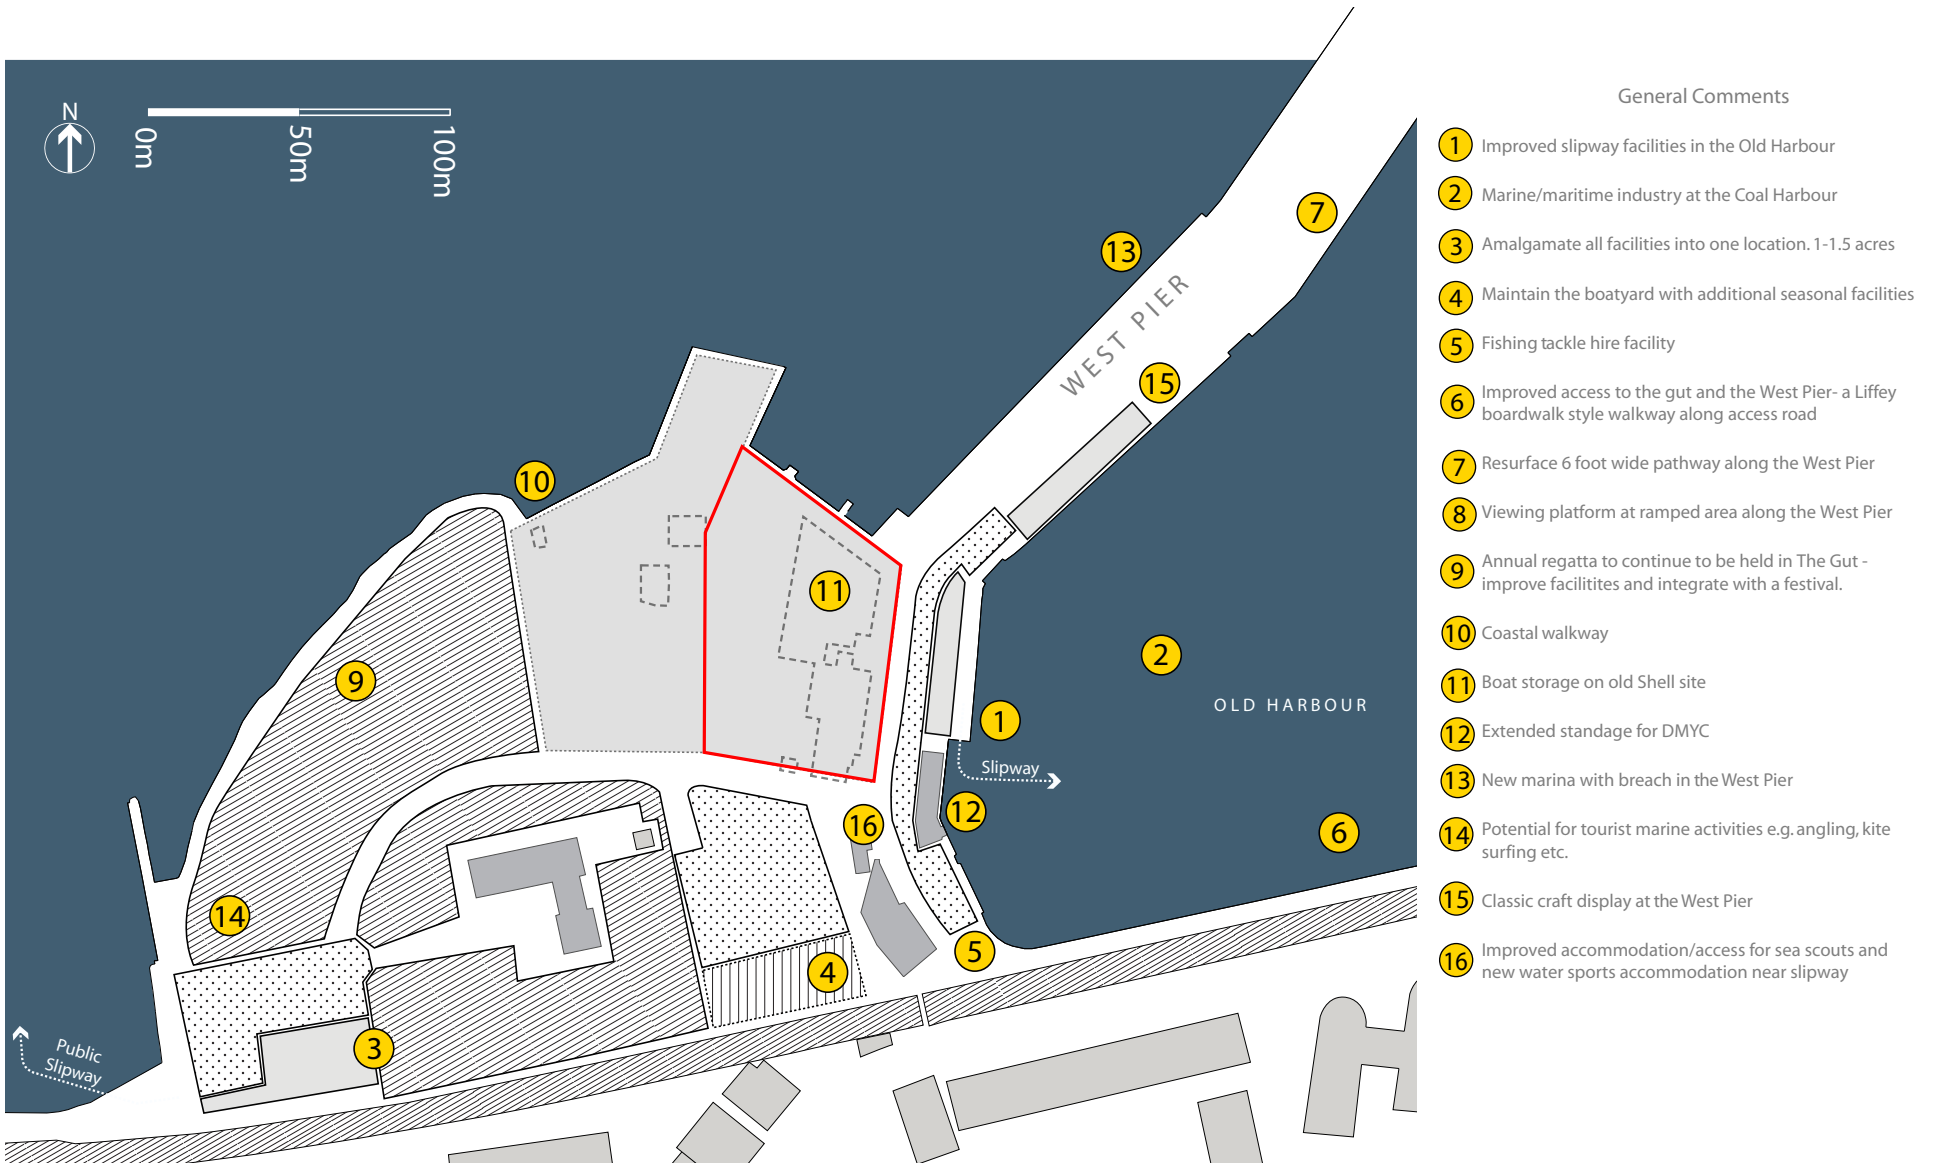 N
0m
50m
100m
WEST PIER
OLD HARBOUR
Slipway
Public
Slipway
7
13
15
10
11
9
2
1
12
16
6
14
5
4
3
General Comments
1 Improved slipway facilities in the Old Harbour
2 Marine/maritime industry at the Coal Harbour
3 Amalgamate all facilities into one location. 1-1.5 acres
4 Maintain the boatyard with additional seasonal facilities
5 Fishing tackle hire facility
6 Improved access to the gut and the West Pier- a Liffey
boardwalk style walkway along access road
7 Resurface 6 foot wide pathway along the West Pier
8 Viewing platform at ramped area along the West Pier
9 Annual regatta to continue to be held in The Gut -
improve facilitites and integrate with a festival.
10 Coastal walkway
11 Boat storage on old Shell site
12 Extended standage for DMYC
13 New marina with breach in the West Pier
14 Potential for tourist marine activities e.g. angling, kite
surfing etc.
15 Classic craft display at the West Pier
16 Improved accommodation/access for sea scouts and
new water sports accommodation near slipway